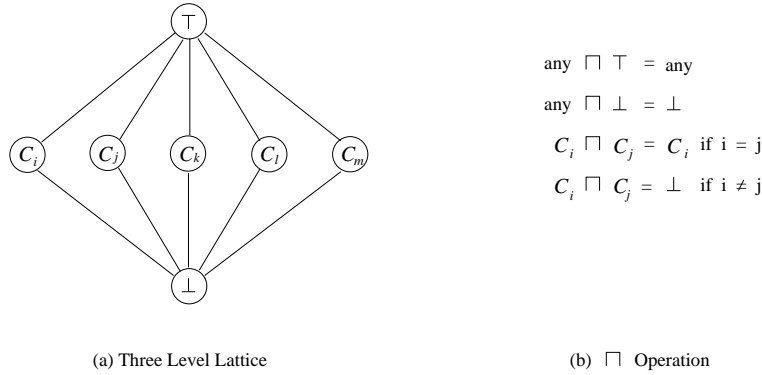 ⊤
C_i C_j C_k C_l C_m
⊥
(a) Three Level Lattice
any ⊓ ⊤ = any
any ⊓ ⊥ = ⊥
C_i ⊓ C_j = C_i if i = j
C_i ⊓ C_j = ⊥ if i ≠ j
(b) ⊓ Operation